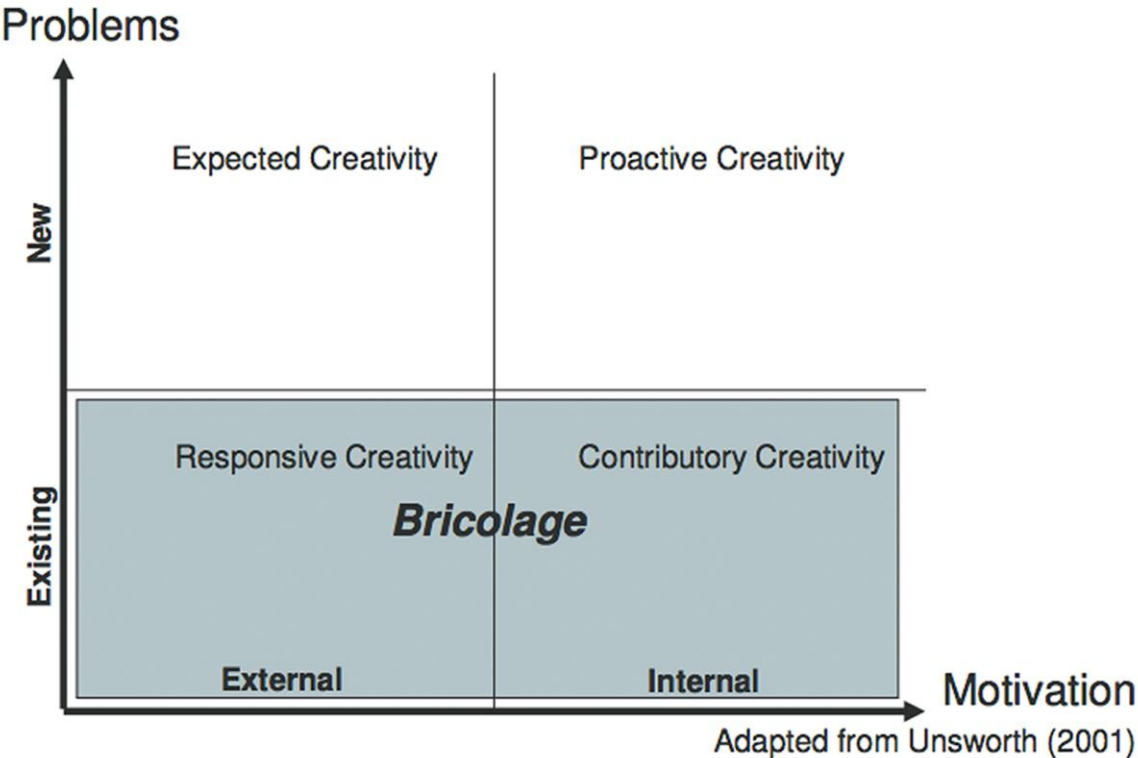 Problems
Expected Creativity
Proactive Creativity
New
Responsive Creativity
Contributory Creativity
Bricolage
Existing
External
Internal
Motivation
Adapted from Unsworth (2001)